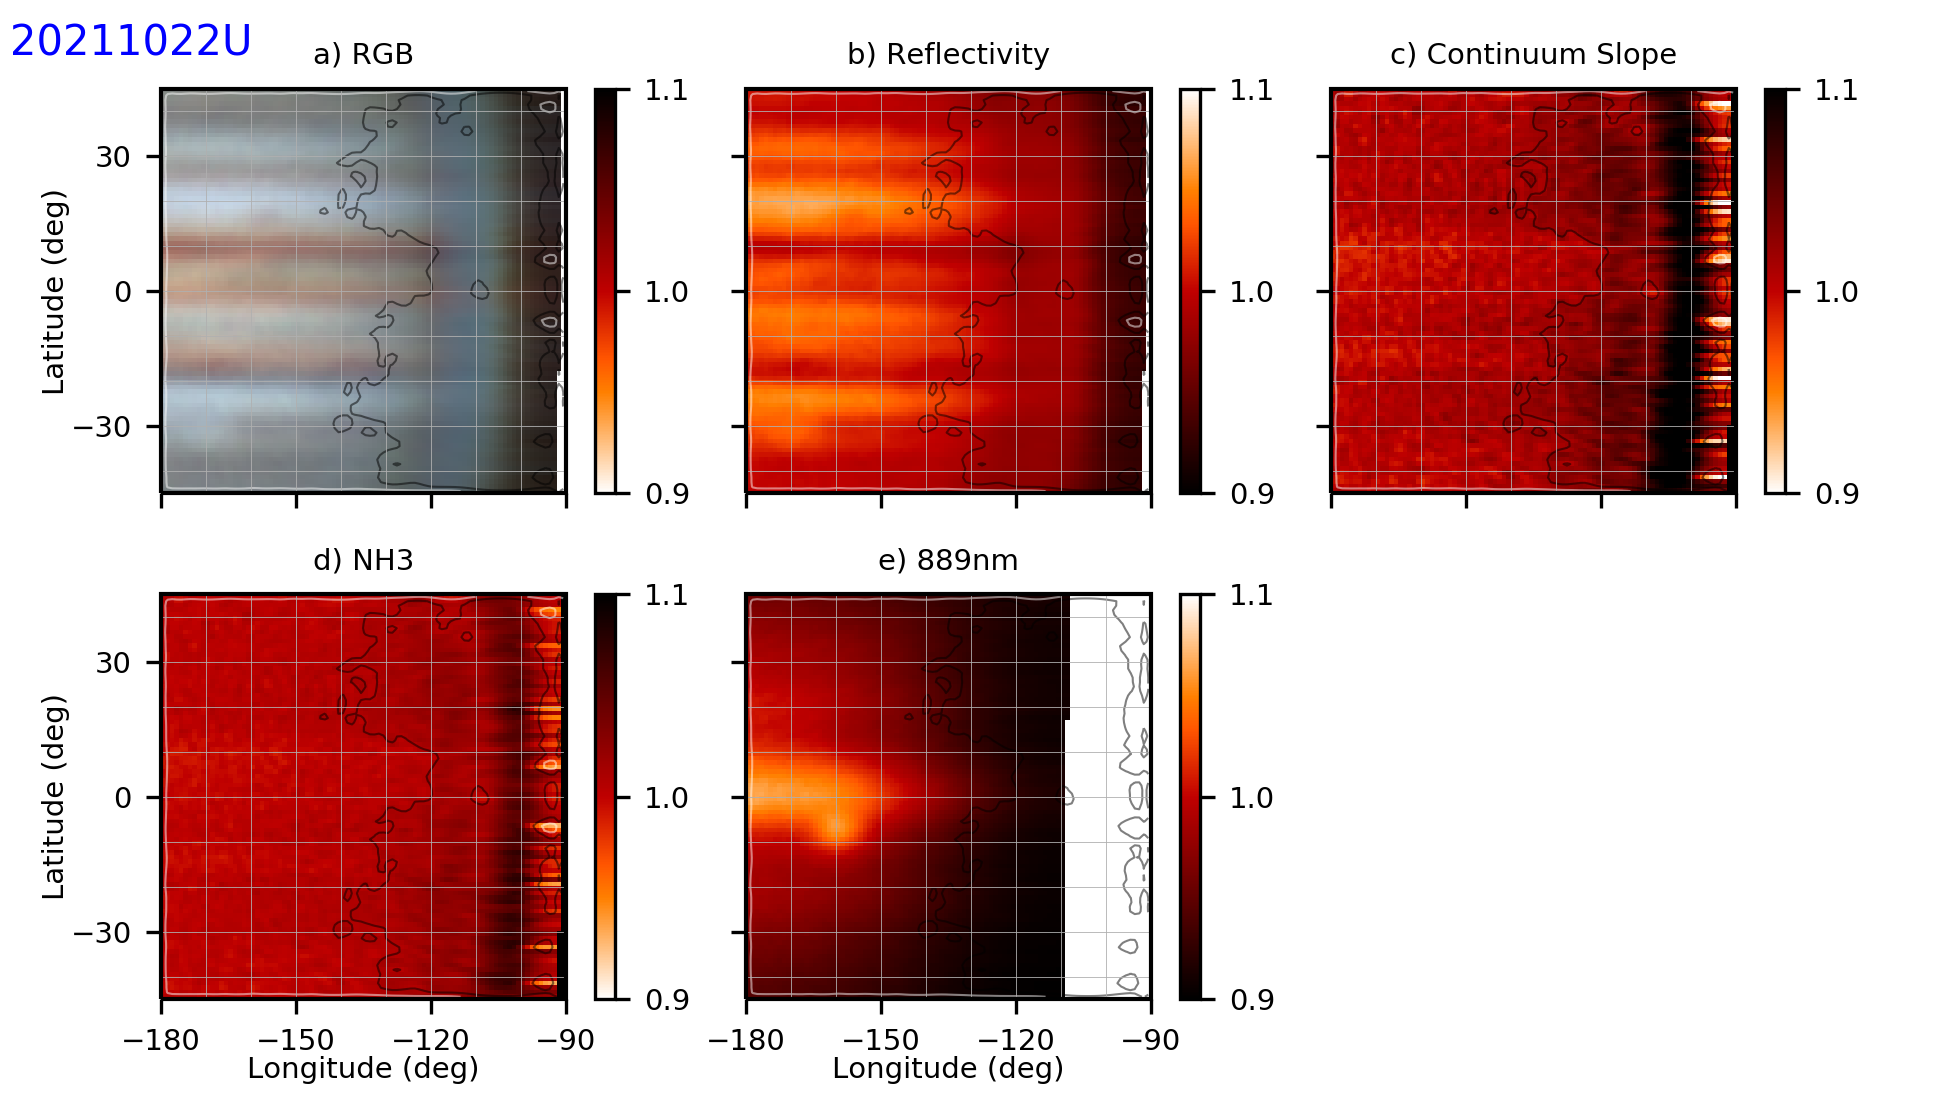 20211022U
a) RGB
b) Reflectivity
c) Continuum Slope
1.1
1.1
1.1
30
0
−30
Latitude (deg)
1.0
1.0
1.0
0.9
0.9
0.9
d) NH3
e) 889nm
1.1
1.1
30
0
−30
Latitude (deg)
1.0
1.0
0.9
0.9
−180
−150
−120
−90
−180
−150
−120
−90
Longitude (deg)
Longitude (deg)